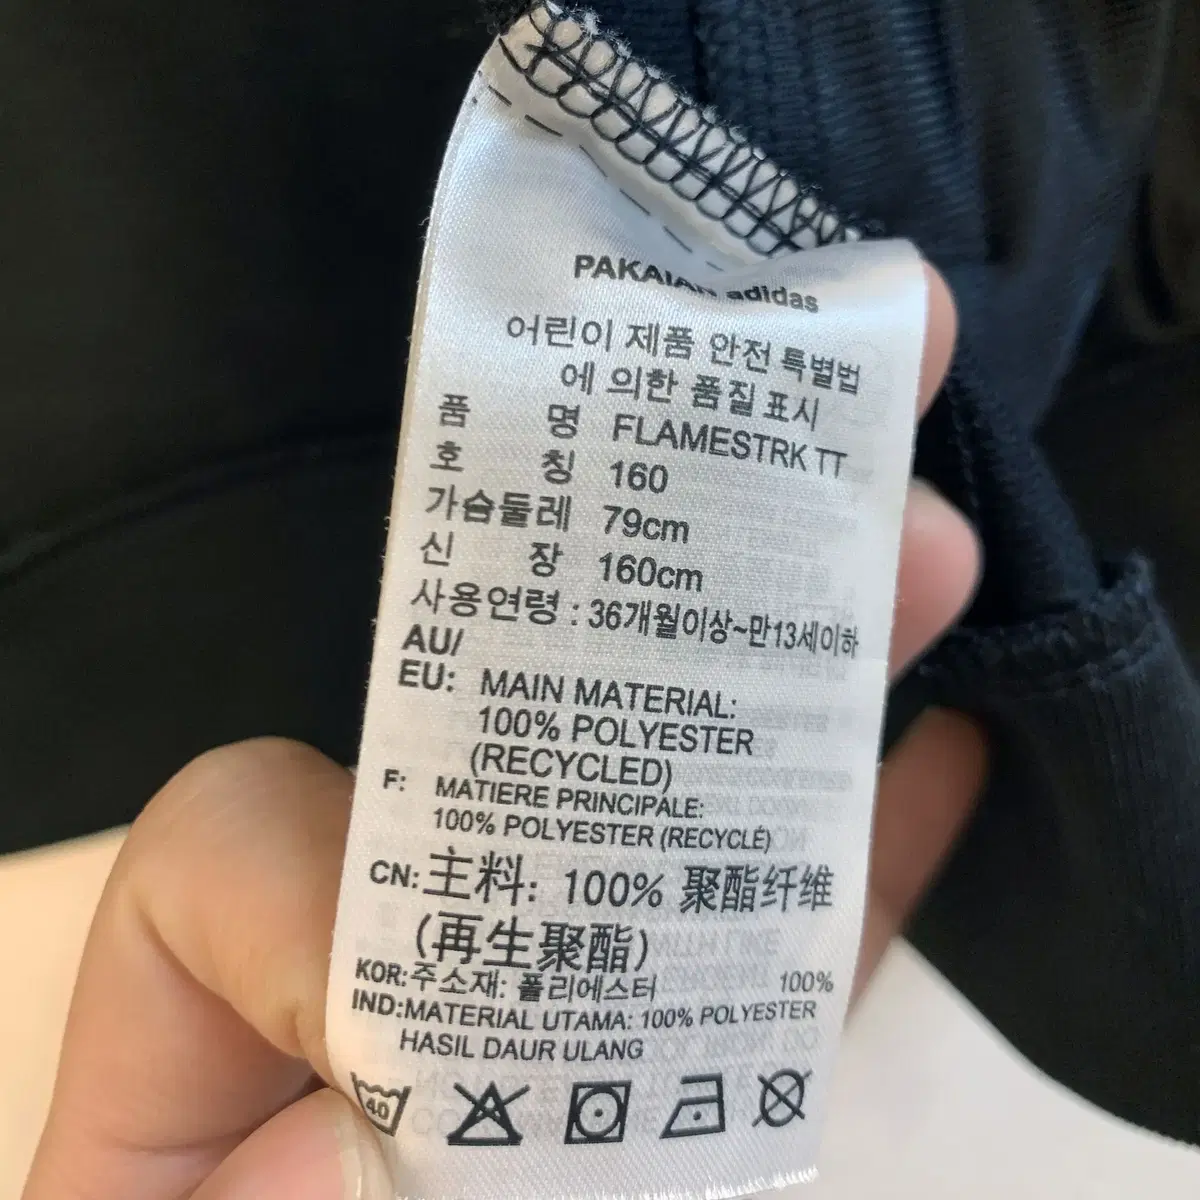 PAKAIAN adidas
어린이 제품 안전 특별법
에 의한 품질 표시
품 명 FLAMESTRK TT
호 칭 160
가슴둘레 79cm
신 장 160cm
사용연령 : 36개월이상~만13세이하
AU/
EU: MAIN MATERIAL:
100% POLYESTER
(RECYCLED)
F: MATIERE PRINCIPALE:
100% POLYESTER (RECYCLÉ)
CN: 主料: 100% 聚酯纤维
(再生聚酯)
KOR:주소재: 폴리에스터 100%
IND:MATERIAL UTAMA: 100% POLYESTER
HASIL DAUR ULANG
40